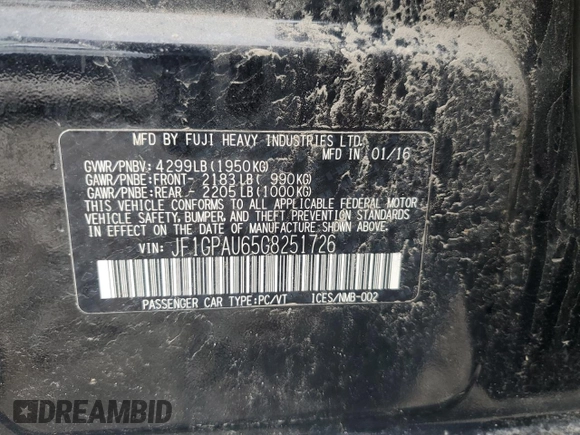 MFD BY FUJI HEAVY INDUSTRIES LTD.
MFD IN 01/16
GVWR/PNBV: 4299LB(1950KG)
GAWR/PNBE:FRONT- 2183LB( 990KG)
GAWR/PNBE:REAR - 2205LB(1000KG)
THIS VEHICLE CONFORMS TO ALL APPLICABLE FEDERAL MOTOR
VEHICLE SAFETY, BUMPER, AND THEFT PREVENTION STANDARDS
IN EFFECT ON THE DATE OF MANUFACTURE SHOWN ABOVE.
VIN: JF1GPAU65G8251726
PASSENGER CAR TYPE:PC/VT ICES/NMB-002
DREAMBID